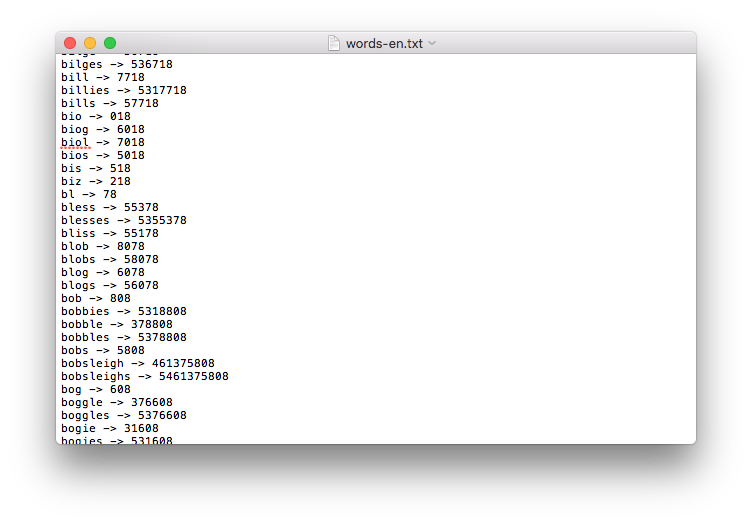 words-en.txt
bilges -> 536718
bill -> 7718
billies -> 5317718
bills -> 57718
bio -> 018
biog -> 6018
biol -> 7018
bios -> 5018
bis -> 518
biz -> 218
bl -> 78
bless -> 55378
blesses -> 5355378
bliss -> 55178
blob -> 8078
blobs -> 58078
blog -> 6078
blogs -> 56078
bob -> 808
bobbies -> 5318808
bobble -> 378808
bobbles -> 5378808
bobs -> 5808
bobsleigh -> 461375808
bobsleighs -> 5461375808
bog -> 608
boggle -> 376608
boggles -> 5376608
bogie -> 31608
bogies -> 531608